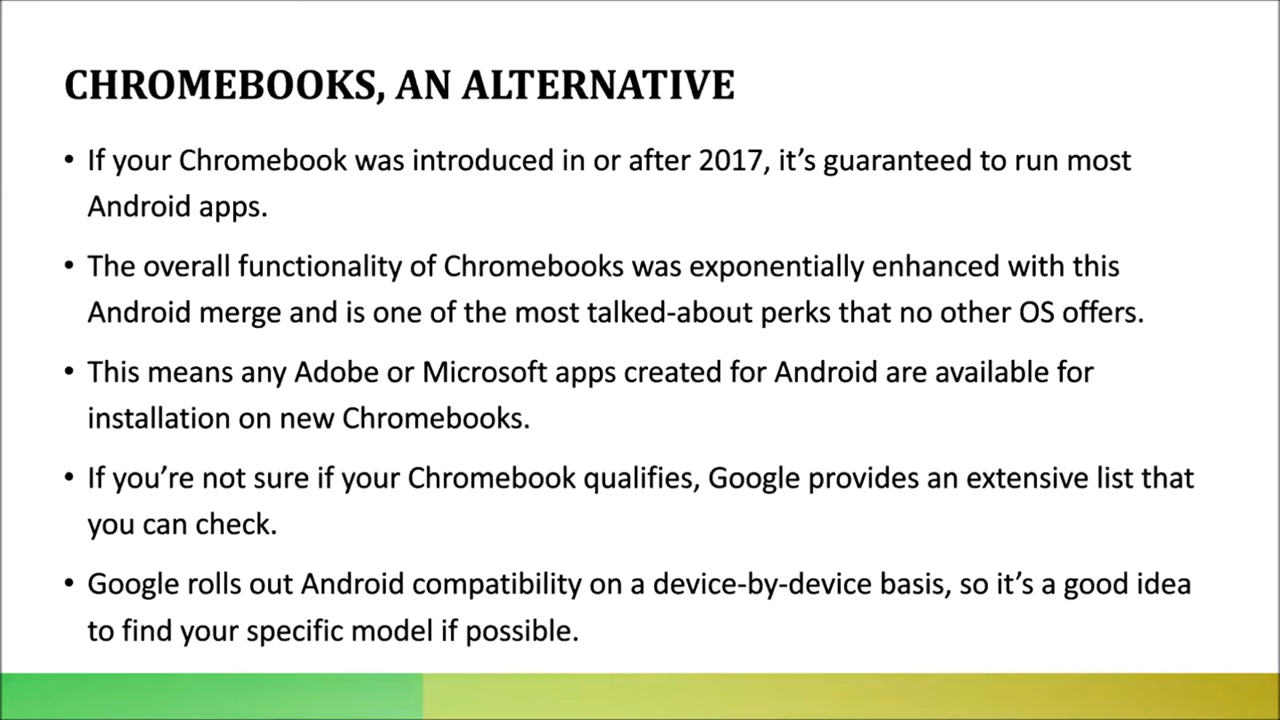 CHROMEBOOKS, AN ALTERNATIVE
• If your Chromebook was introduced in or after 2017, it’s guaranteed to run most
Android apps.
• The overall functionality of Chromebooks was exponentially enhanced with this
Android merge and is one of the most talked-about perks that no other OS offers.
• This means any Adobe or Microsoft apps created for Android are available for
installation on new Chromebooks.
• If you’re not sure if your Chromebook qualifies, Google provides an extensive list that
you can check.
• Google rolls out Android compatibility on a device-by-device basis, so it’s a good idea
to find your specific model if possible.